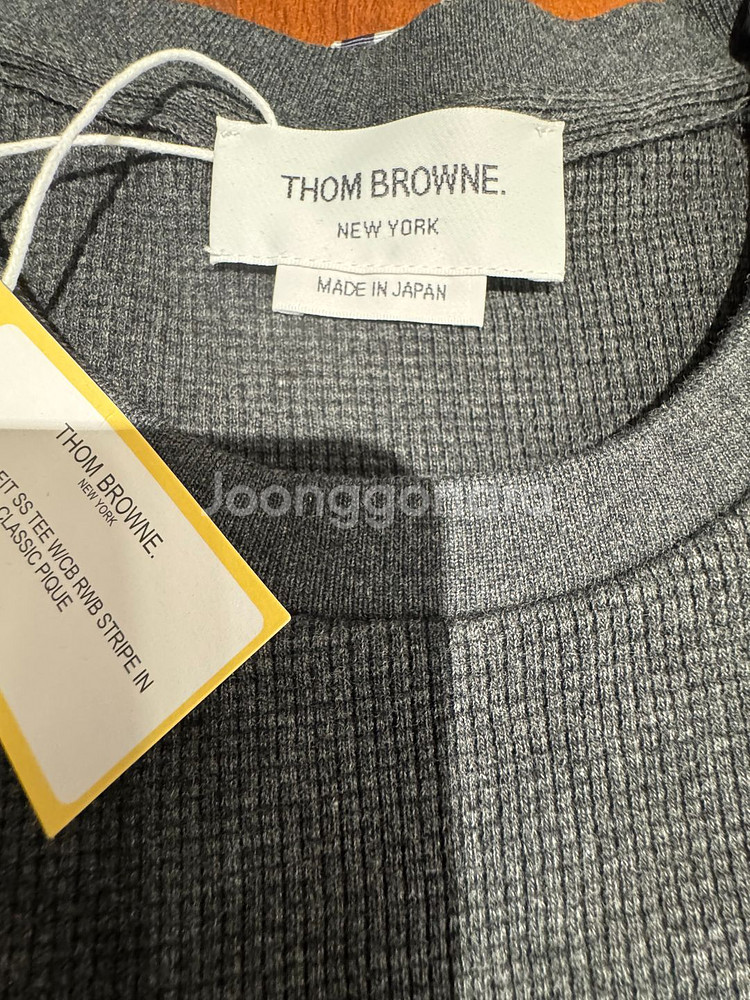 THOM BROWNE.
NEW YORK
MADE IN JAPAN
Joonggonara
THOM BROWNE.
NEW YORK
FIT SS TEE W/CB RWB STRIPE IN
CLASSIC PIQUE